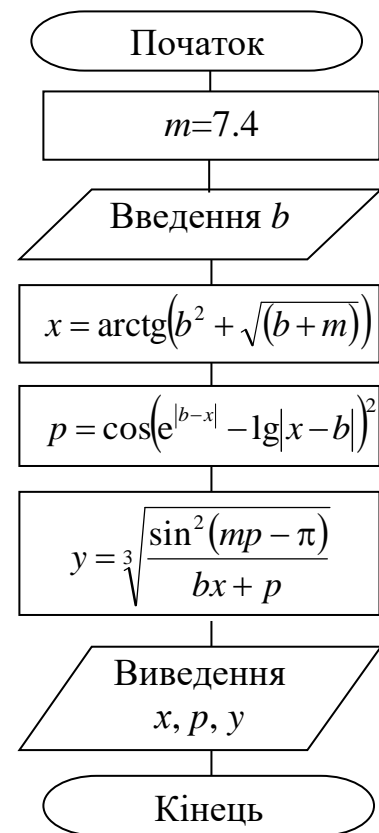 Початок
m=7.4
Введення b
x = arctg(b² + √(b + m))
p = cos(e^|b−x| − lg|x − b|)²
y = ∛(sin²(mp − π) / (bx + p))
Виведення
x, p, y
Кінець